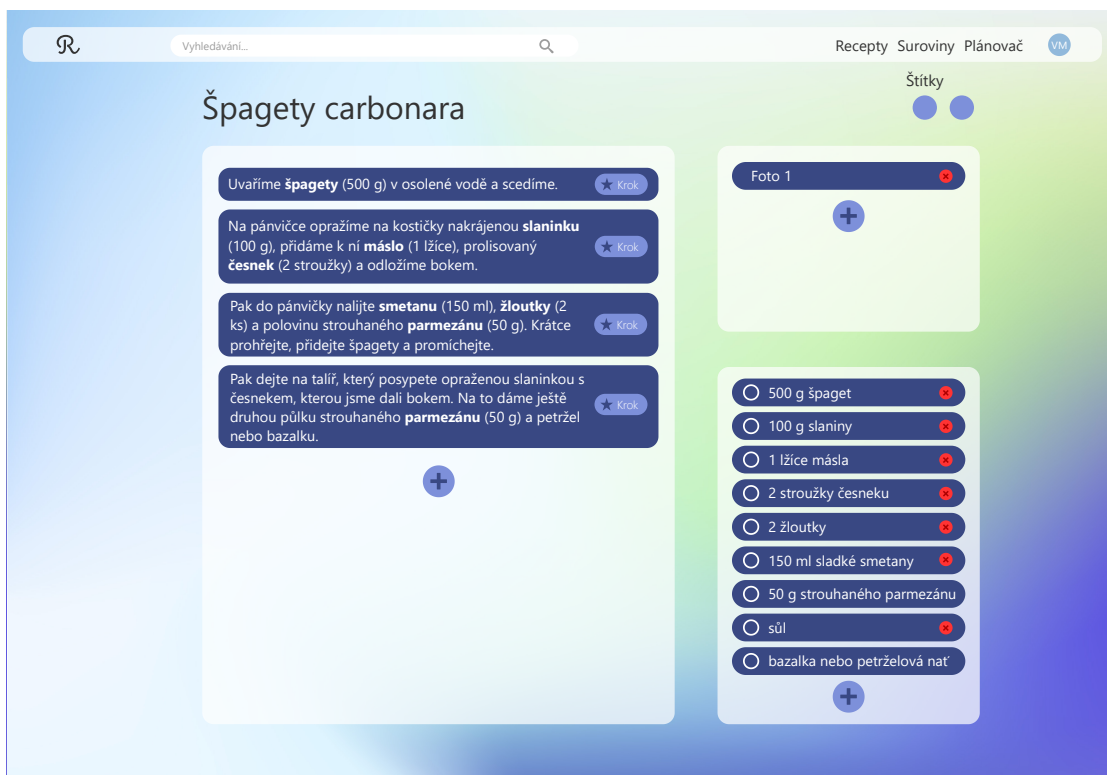 R
Vyhledávání...
Recepty Suroviny Plánovač
VM
Štítky
Špagety carbonara
Uvaříme špagety (500 g) v osolené vodě a scedíme.
Krok
Na pánvičce opražíme na kostičky nakrájenou slaninku
(100 g), přidáme k ní máslo (1 lžíce), prolisovaný
česnek (2 stroužky) a odložíme bokem.
Krok
Pak do pánvičky nalijte smetanu (150 ml), žloutky (2
ks) a polovinu strouhaného parmezánu (50 g). Krátce
prohřejte, přidejte špagety a promíchejte.
Krok
Pak dejte na talíř, který posypete opraženou slaninkou s
česnekem, kterou jsme dali bokem. Na to dáme ještě
druhou půlku strouhaného parmezánu (50 g) a petržel
nebo bazalku.
Krok
Foto 1
500 g špaget
100 g slaniny
1 lžíce másla
2 stroužky česneku
2 žloutky
150 ml sladké smetany
50 g strouhaného parmezánu
sůl
bazalka nebo petrželová nať